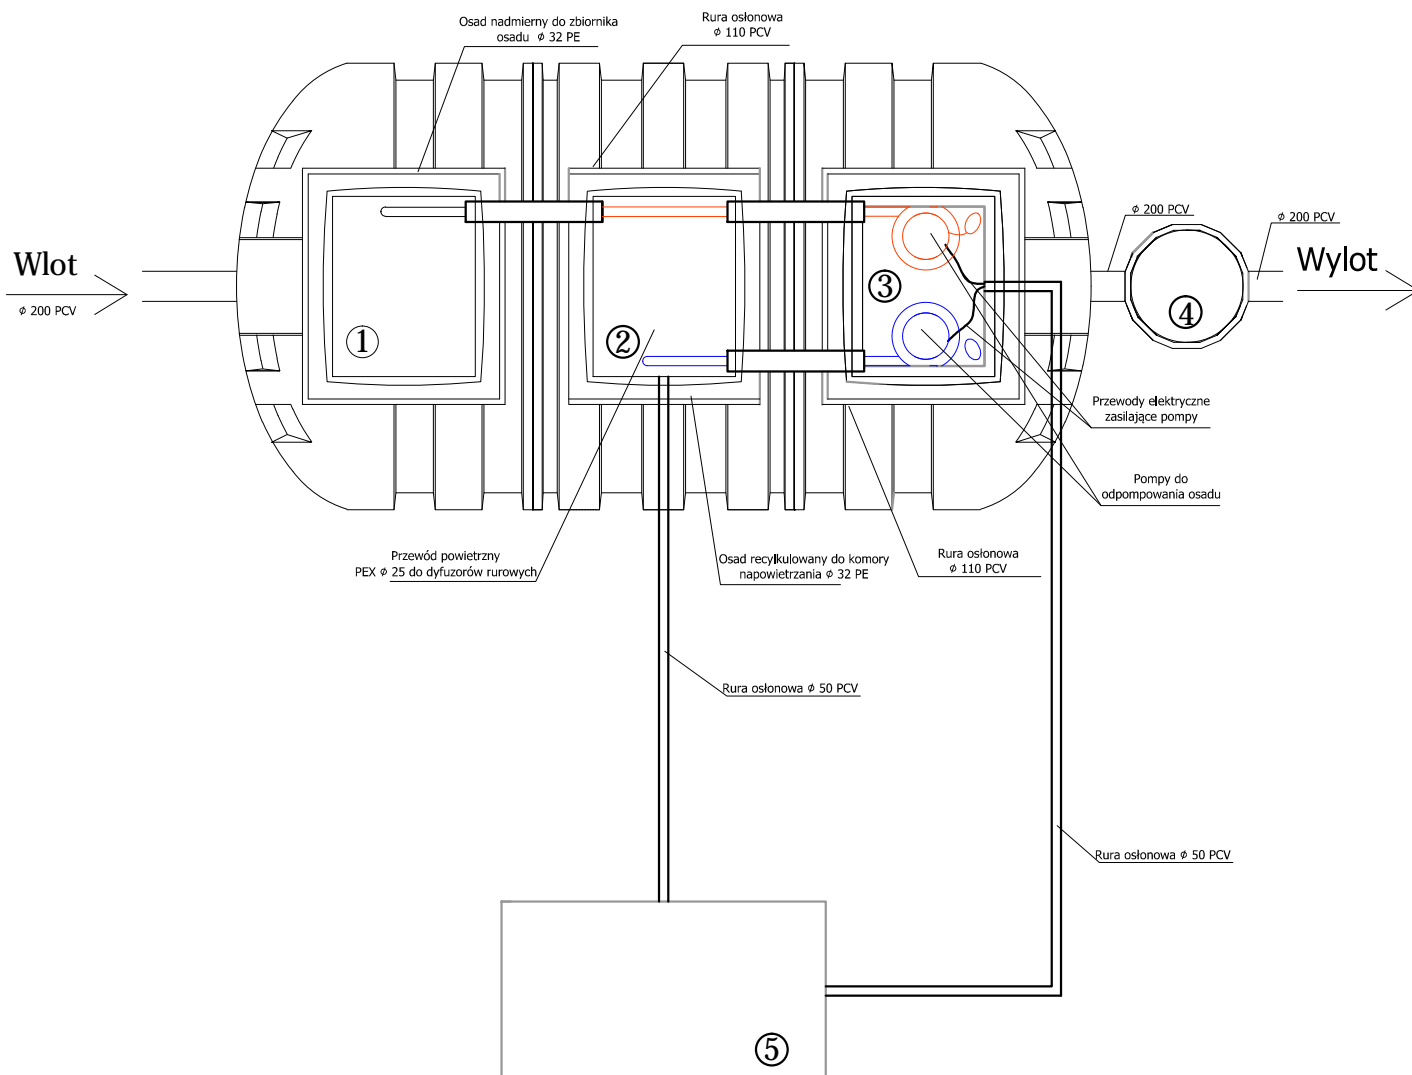 Osad nadmierny do zbiornika
osadu ϕ 32 PE
Rura osłonowa
ϕ 110 PCV
Wlot
ϕ 200 PCV
ϕ 200 PCV
ϕ 200 PCV
Wylot
①
②
③
④
Przewody elektryczne
zasilające pompy
Pompy do
odpompowania osadu
Przewód powietrzny
PEX ϕ 25 do dyfuzorów rurowych
Osad recylkulowany do komory
napowietrzania ϕ 32 PE
Rura osłonowa
ϕ 110 PCV
Rura osłonowa ϕ 50 PCV
Rura osłonowa ϕ 50 PCV
⑤